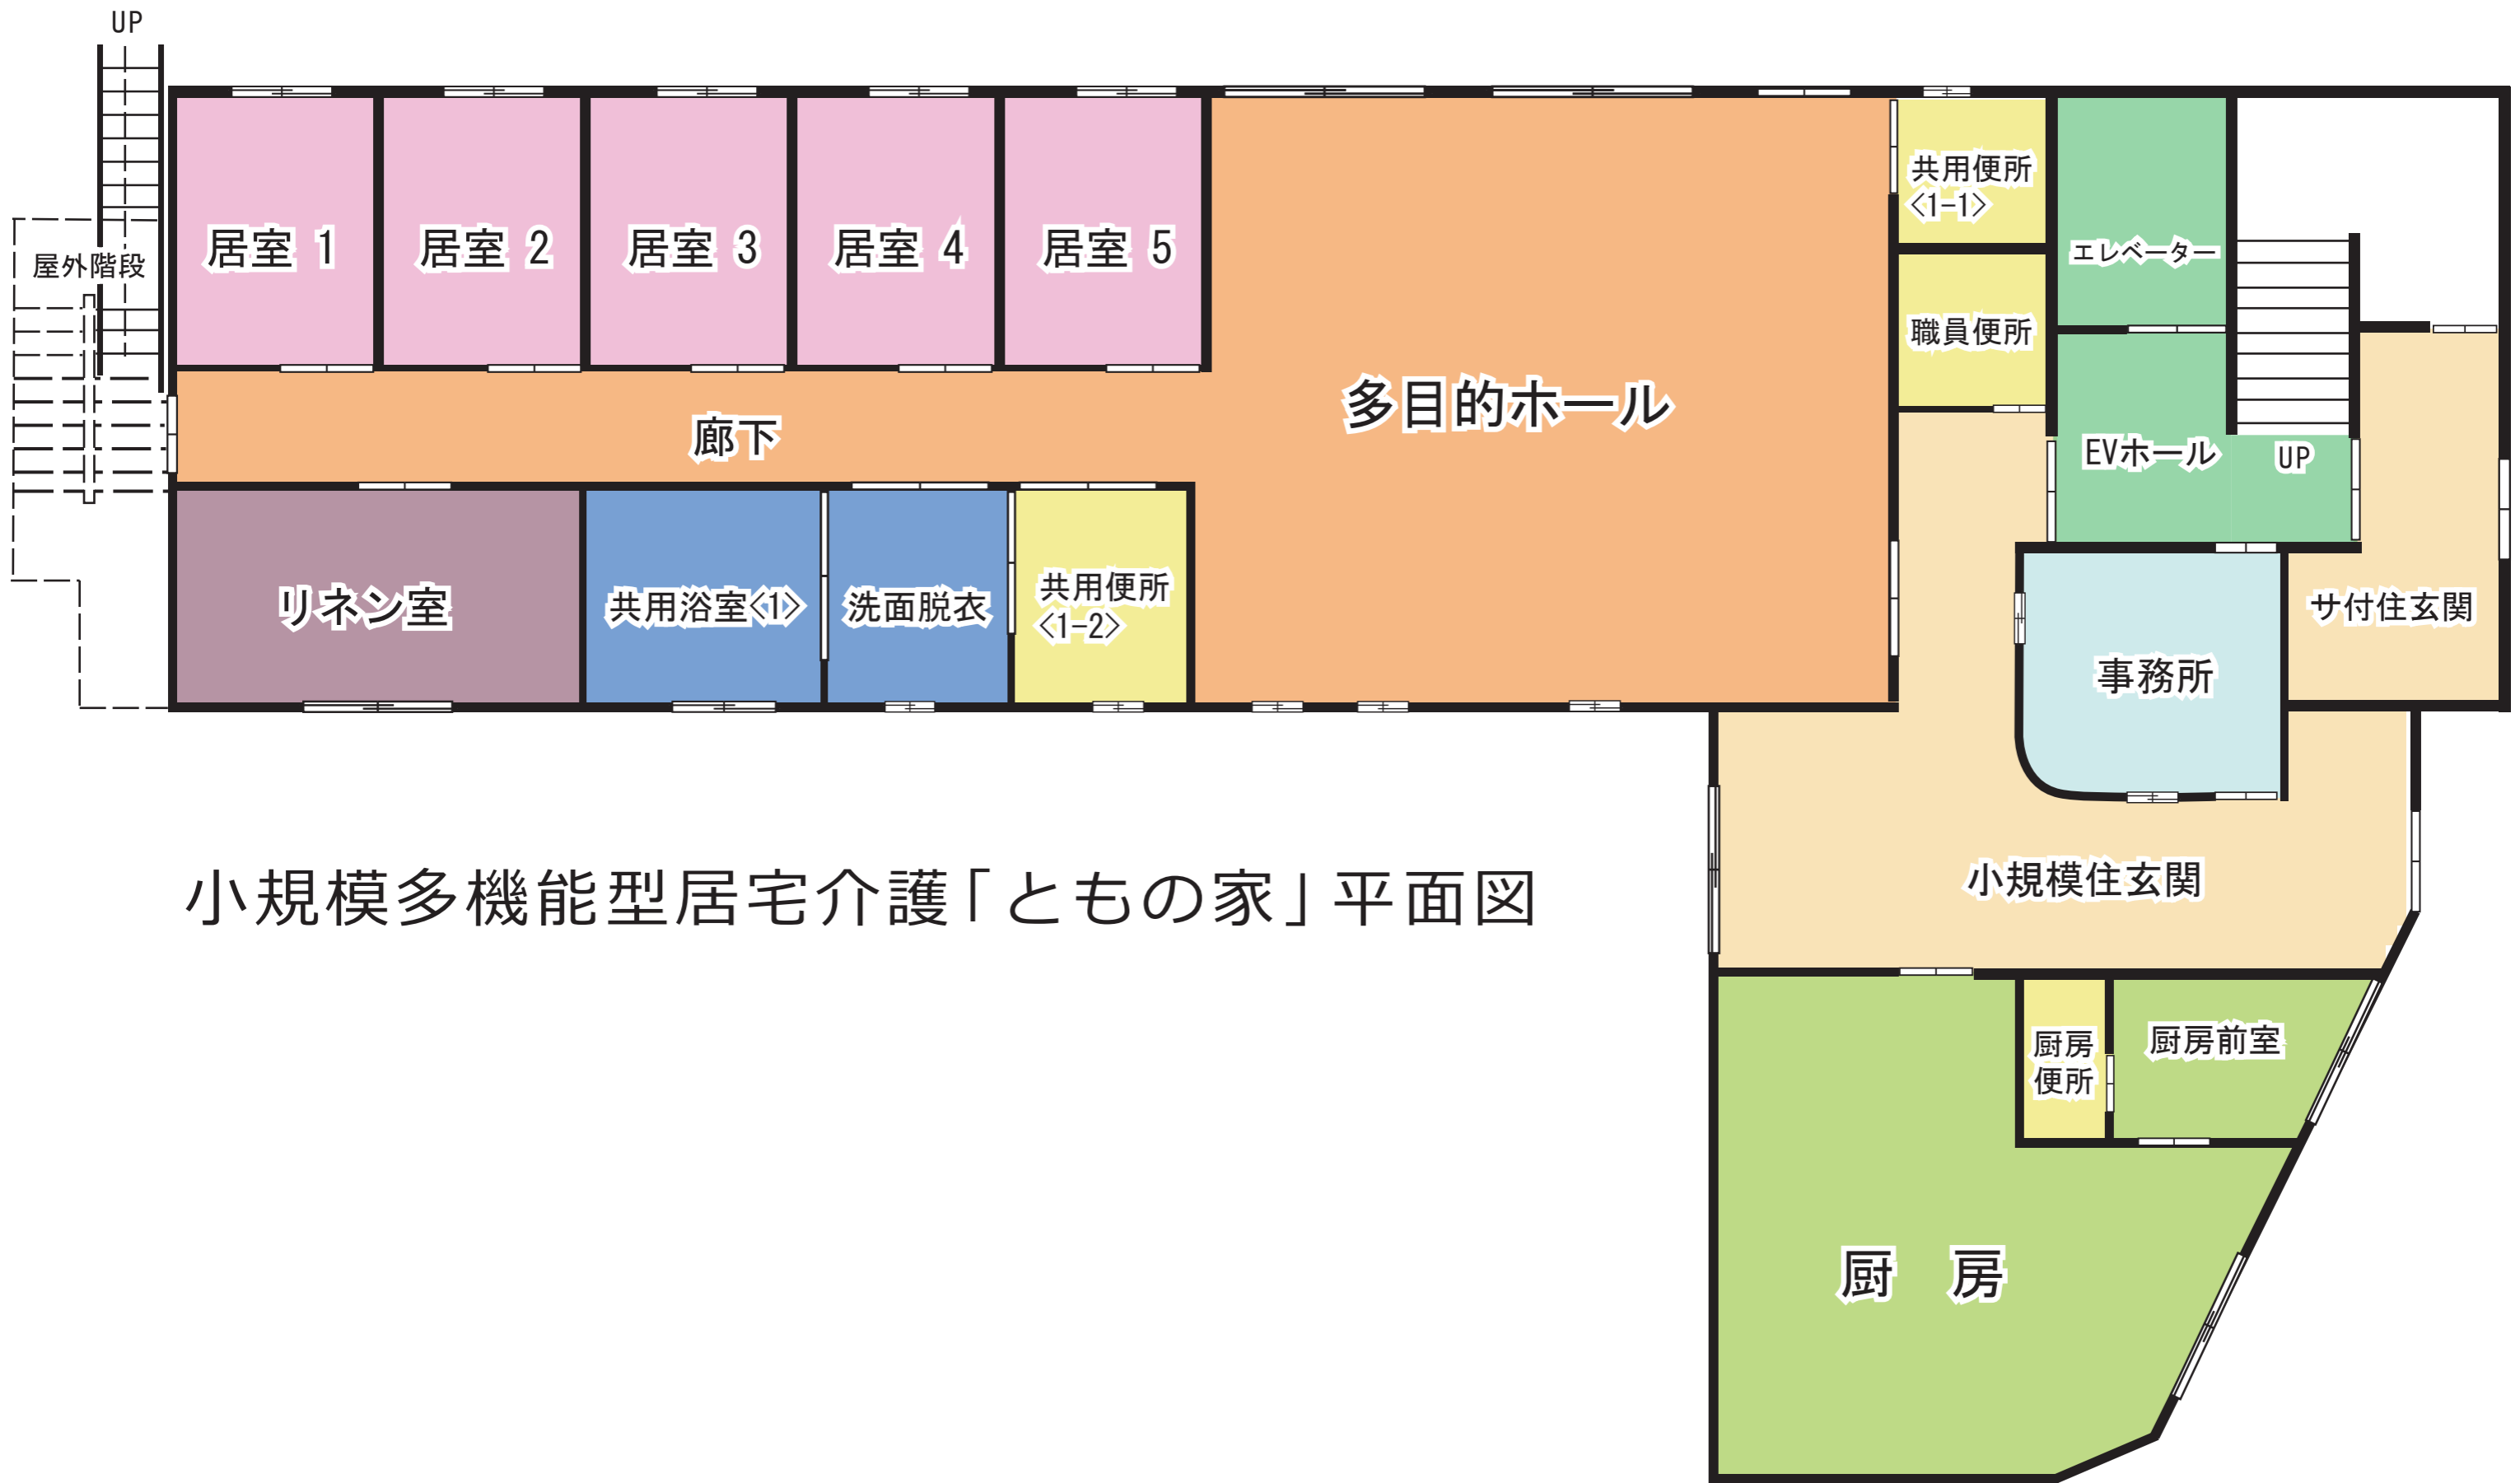 UP
屋外階段
居室 1
居室 2
居室 3
居室 4
居室 5
共用便所
<1-1>
職員便所
エレベーター
多目的ホール
廊下
EVホール
UP
リネン室
共用浴室<1>
洗面脱衣
共用便所
<1-2>
サ付住玄関
事務所
小規模住玄関
小規模多機能型居宅介護「ともの家」平面図
厨房
便所
厨房前室
厨　房